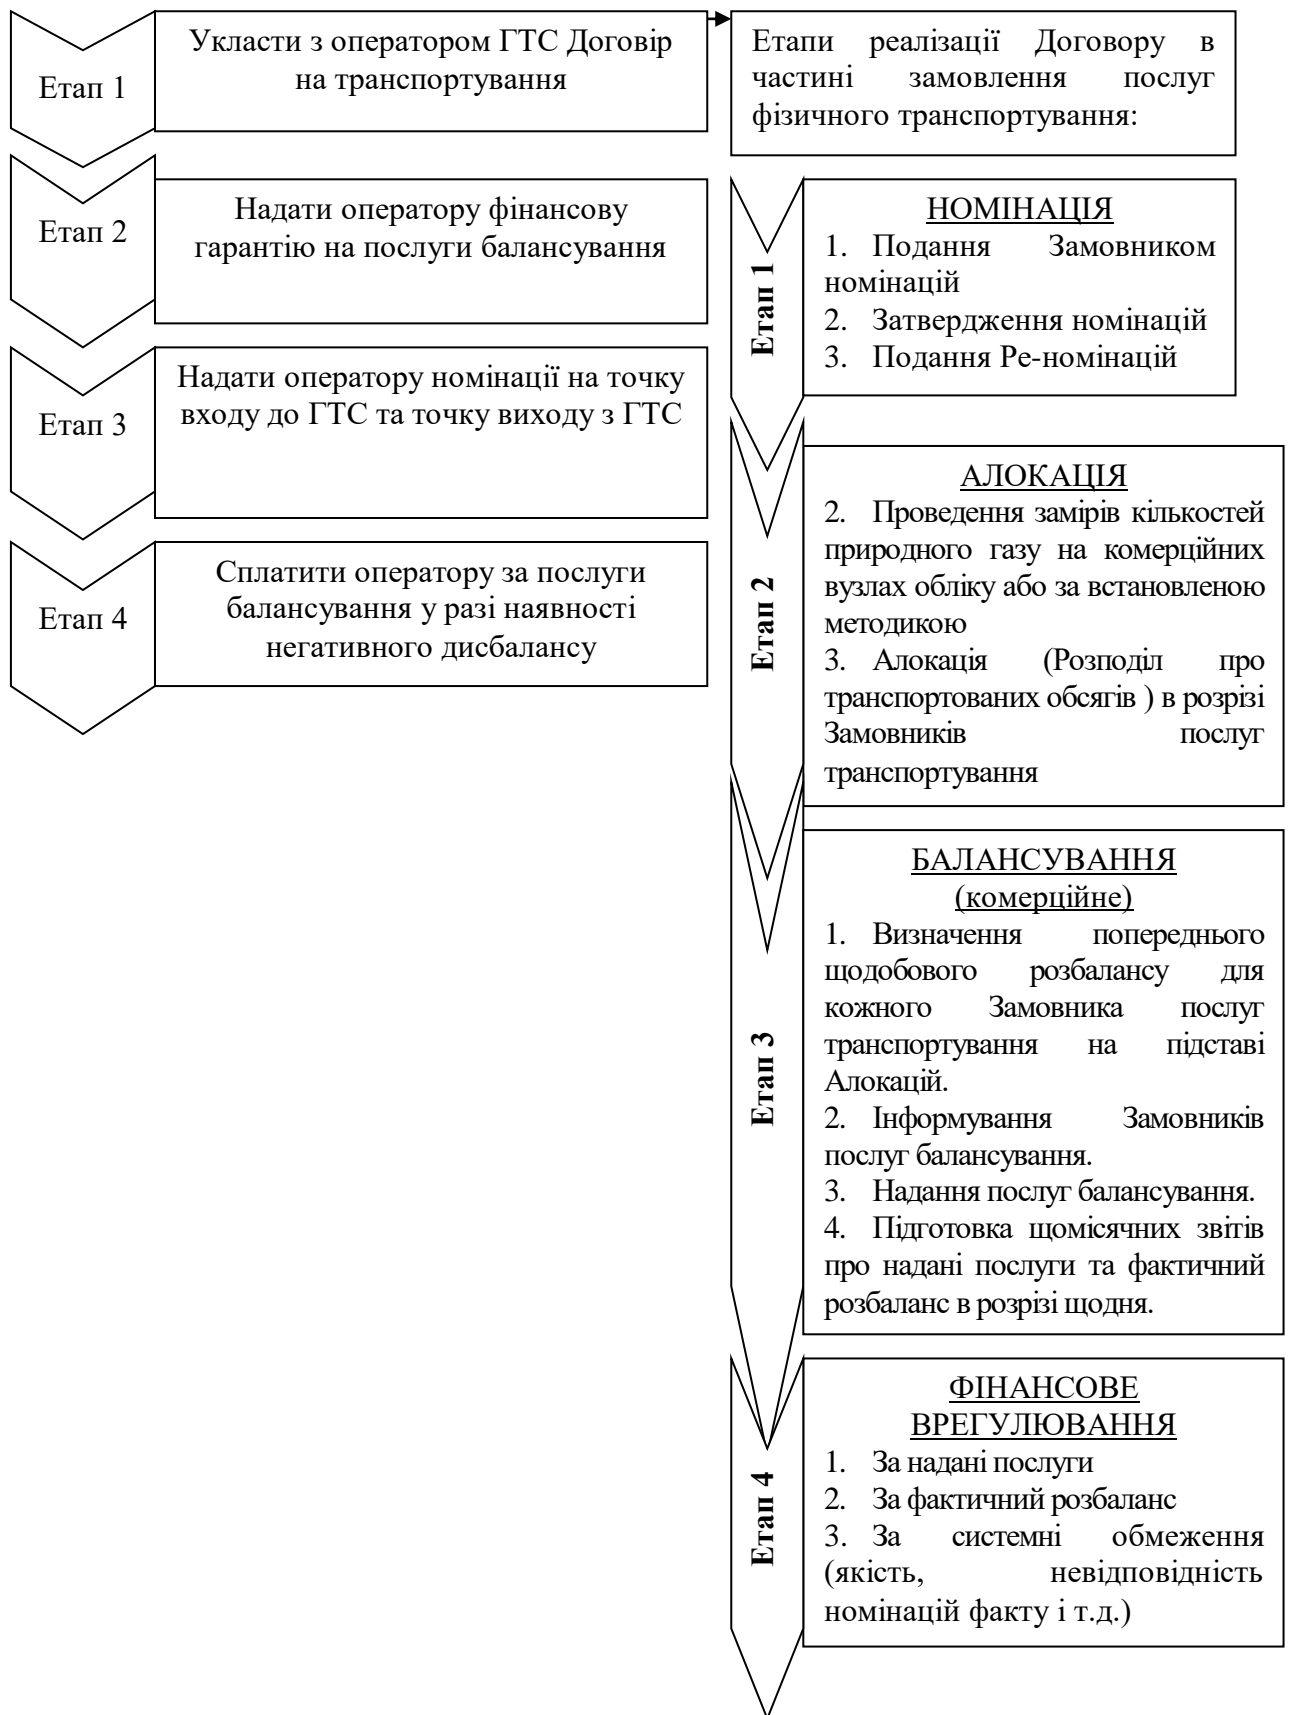 Етап 1
Укласти з оператором ГТС Договір
на транспортування
Етап 2
Надати оператору фінансову
гарантію на послуги балансування
Етап 3
Надати оператору номінації на точку
входу до ГТС та точку виходу з ГТС
Етап 4
Сплатити оператору за послуги
балансування у разі наявності
негативного дисбалансу
Етапи реалізації Договору в
частині замовлення послуг
фізичного транспортування:
Етап 1
НОМІНАЦІЯ
1. Подання Замовником
номінацій
2. Затвердження номінацій
3. Подання Ре-номінацій
Етап 2
АЛОКАЦІЯ
2. Проведення замірів кількостей
природного газу на комерційних
вузлах обліку або за встановленою
методикою
3. Алокація (Розподіл про
транспортованих обсягів ) в розрізі
Замовників послуг
транспортування
Етап 3
БАЛАНСУВАННЯ
(комерційне)
1. Визначення попереднього
щодобового розбалансу для
кожного Замовника послуг
транспортування на підставі
Алокацій.
2. Інформування Замовників
послуг балансування.
3. Надання послуг балансування.
4. Підготовка щомісячних звітів
про надані послуги та фактичний
розбаланс в розрізі щодня.
Етап 4
ФІНАНСОВЕ
ВРЕГУЛЮВАННЯ
1. За надані послуги
2. За фактичний розбаланс
3. За системні обмеження
(якість, невідповідність
номінацій факту і т.д.)